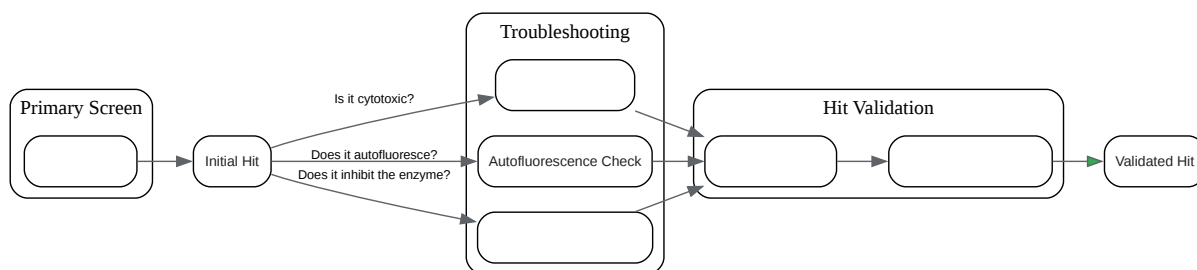 Troubleshooting
Primary Screen
Initial Hit
Is it cytotoxic?
Does it autofluoresce?
Does it inhibit the enzyme?
Autofluorescence Check
Hit Validation
Validated Hit